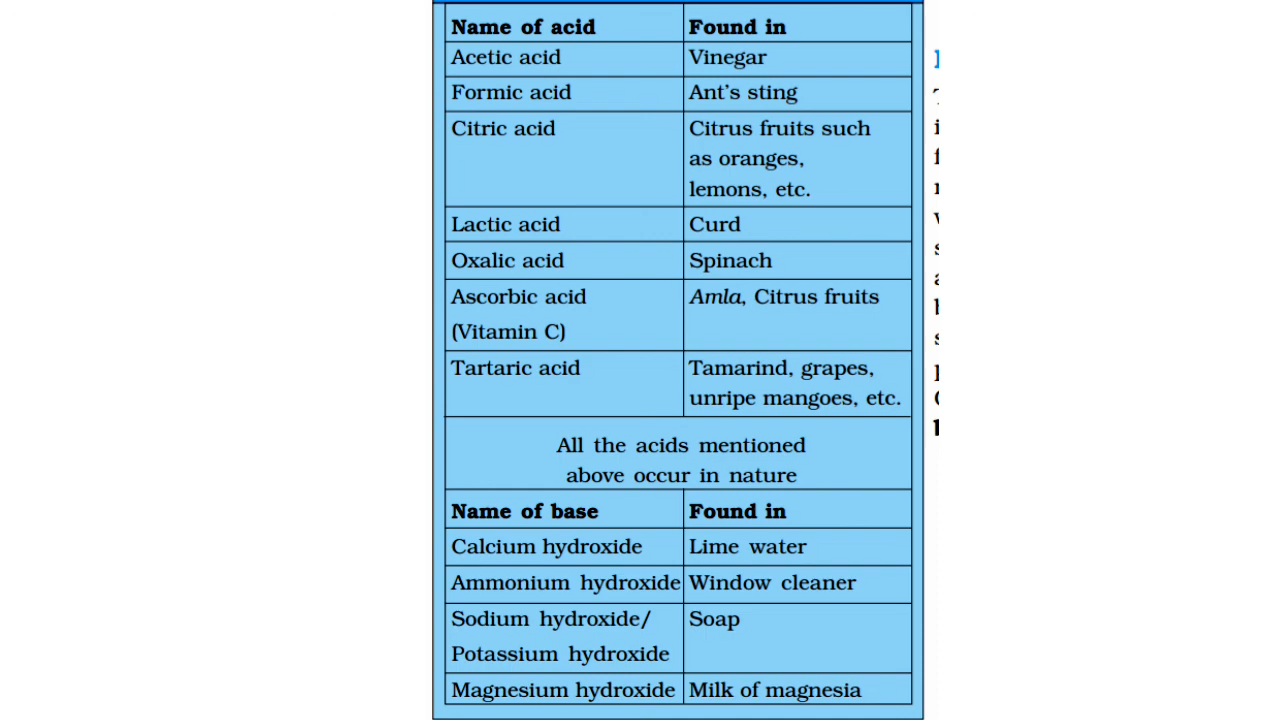 Name of acid Found in
Acetic acid Vinegar
Formic acid Ant's sting
Citric acid Citrus fruits such
as oranges,
lemons, etc.
Lactic acid Curd
Oxalic acid Spinach
Ascorbic acid Amla, Citrus fruits
(Vitamin C)
Tartaric acid Tamarind, grapes,
unripe mangoes, etc.
All the acids mentioned
above occur in nature
Name of base Found in
Calcium hydroxide Lime water
Ammonium hydroxide Window cleaner
Sodium hydroxide/ Soap
Potassium hydroxide
Magnesium hydroxide Milk of magnesia